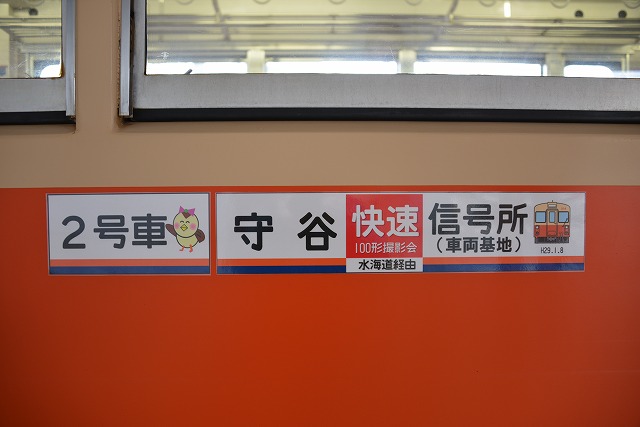 2号車
守谷
快速
100形撮影会
水海道経由
信号所
(車両基地)
H29.1.8